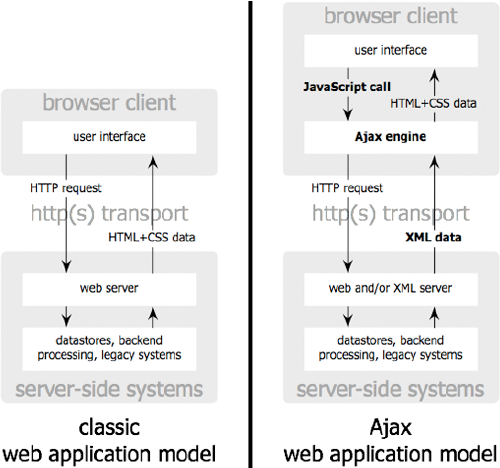 browser client
user interface
HTTP request
http(s) transport
HTML+CSS data
web server
datastores, backend
processing, legacy systems
server-side systems
classic
web application model
browser client
user interface
JavaScript call
HTML+CSS data
Ajax engine
HTTP request
http(s) transport
XML data
web and/or XML server
datastores, backend
processing, legacy systems
server-side systems
Ajax
web application model